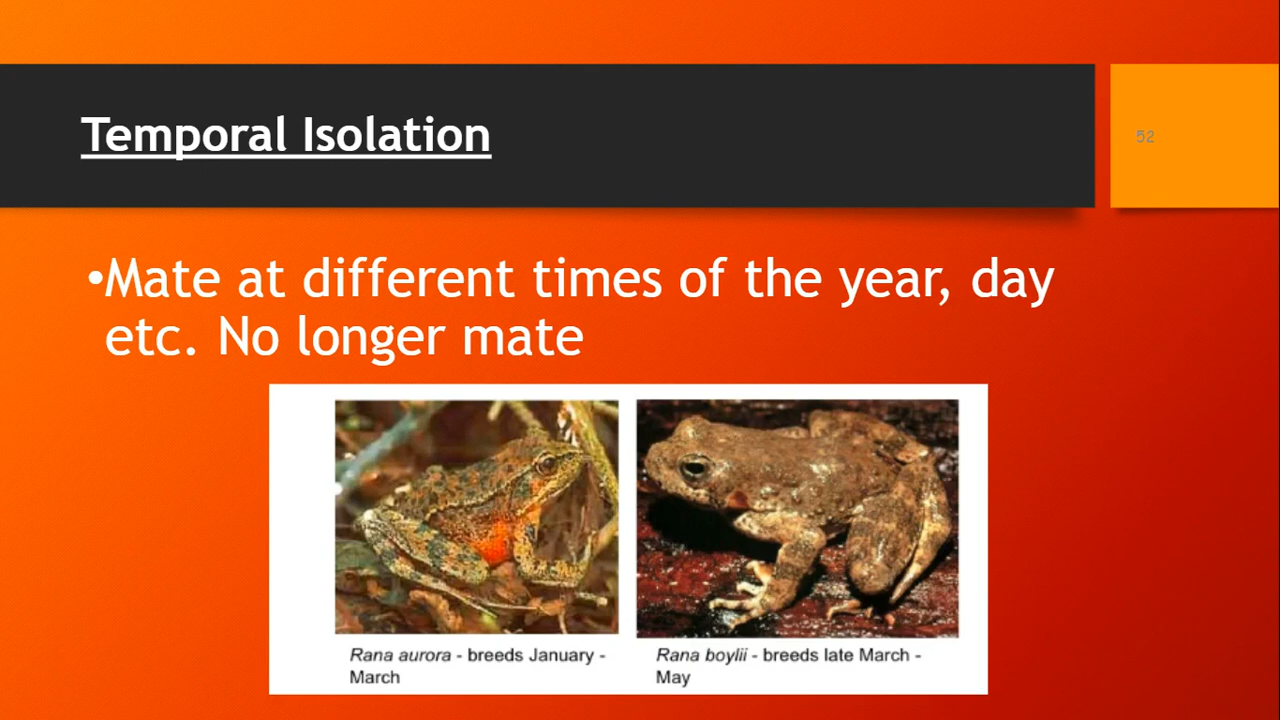 Temporal Isolation
52
•Mate at different times of the year, day
etc. No longer mate
Rana aurora - breeds January -
March
Rana boylii - breeds late March -
May